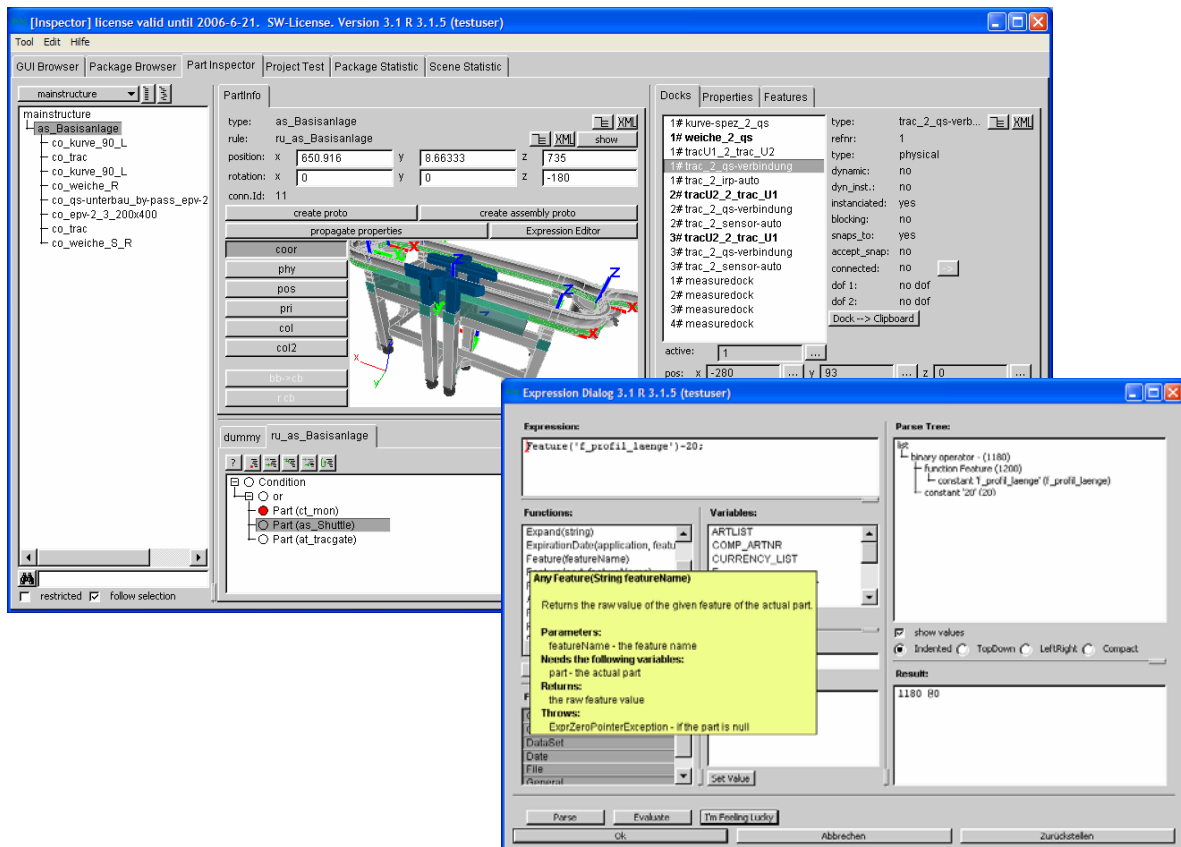 [Inspector] license valid until 2006-6-21. SW-License. Version 3.1 R 3.1.5 (testuser)
Tool Edit Hilfe
GUI Browser Package Browser Part Inspector Project Test Package Statistic Scene Statistic
mainstructure
mainstructure
as_Basisanlage
co_kurve_90_L
co_trac
co_kurve_90_L
co_weiche_R
co_qs-unterbau_by-pass_epv-2
co_epv-2_3_200x400
co_trac
co_weiche_S_R
restricted follow selection
PartInfo
type: as_Basisanlage XML
rule: ru_as_Basisanlage XML show
position: x 650.916 y 8.66333 z 735
rotation: x 0 y 0 z -180
conn.Id: 11
create proto create assembly proto
propagate properties Expression Editor
coor
phy
pos
pri
col
col2
bb->cb
r cb
X
Z
Y
Z
X
Z
X
x
y
dummy ru_as_Basisanlage
?
Condition
or
Part (ct_mon)
Part (as_Shuttle)
Part (at_tracgate)
Docks Properties Features
1# kurve-spez_2_qs
1# weiche_2_qs
1# tracU1_2_trac_U2
1# trac_2_qs-verbindung
1# trac_2_irp-auto
2# tracU2_2_trac_U1
2# trac_2_qs-verbindung
2# trac_2_sensor-auto
3# tracU2_2_trac_U1
3# trac_2_qs-verbindung
3# trac_2_sensor-auto
1# measuredock
2# measuredock
3# measuredock
4# measuredock
type: trac_2_qs-verb... XML
refnr: 1
type: physical
dynamic: no
dyn_inst.: no
instanciated: yes
blocking: no
snaps_to: yes
accept_snap: no
connected: no ->
dof 1: no dof
dof 2: no dof
Dock --> Clipboard
active: 1 ...
pos: x -280 ... y 93 ... z 0 ...
Expression Dialog 3.1 R 3.1.5 (testuser)
Expression:
Feature('f_profil_laenge')-20;
Functions:
Expand(string)
ExpirationDate(application, featu
Feature(featureName)
Variables:
ARTLIST
COMP_ARTNR
CURRENCY_LIST
Any Feature(String featureName)
Returns the raw value of the given feature of the actual part.
Parameters:
featureName - the feature name
Needs the following variables:
part - the actual part
Returns:
the raw feature value
Throws:
ExprZeroPointerException - if the part is null
DataSet
Date
File
General
Set Value
Parse Tree:
list
binary operator - (1180)
function Feature (1200)
constant 'f_profil_laenge' (f_profil_laenge)
constant '20' (20)
show values
Indented TopDown LeftRight Compact
Result:
1180 @0
Parse Evaluate I'm Feeling Lucky
Ok Abbrechen Zurückstellen